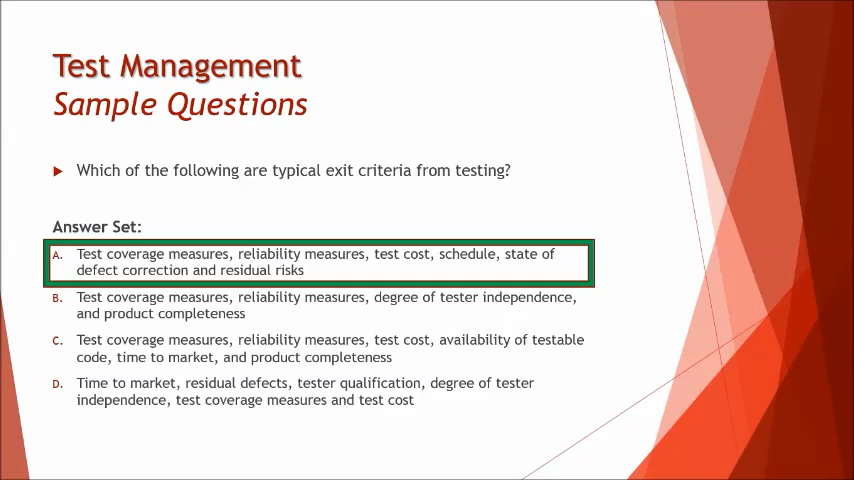 Test Management
Sample Questions
Which of the following are typical exit criteria from testing?
Answer Set:
A. Test coverage measures, reliability measures, test cost, schedule, state of
defect correction and residual risks
B. Test coverage measures, reliability measures, degree of tester independence,
and product completeness
C. Test coverage measures, reliability measures, test cost, availability of testable
code, time to market, and product completeness
D. Time to market, residual defects, tester qualification, degree of tester
independence, test coverage measures and test cost